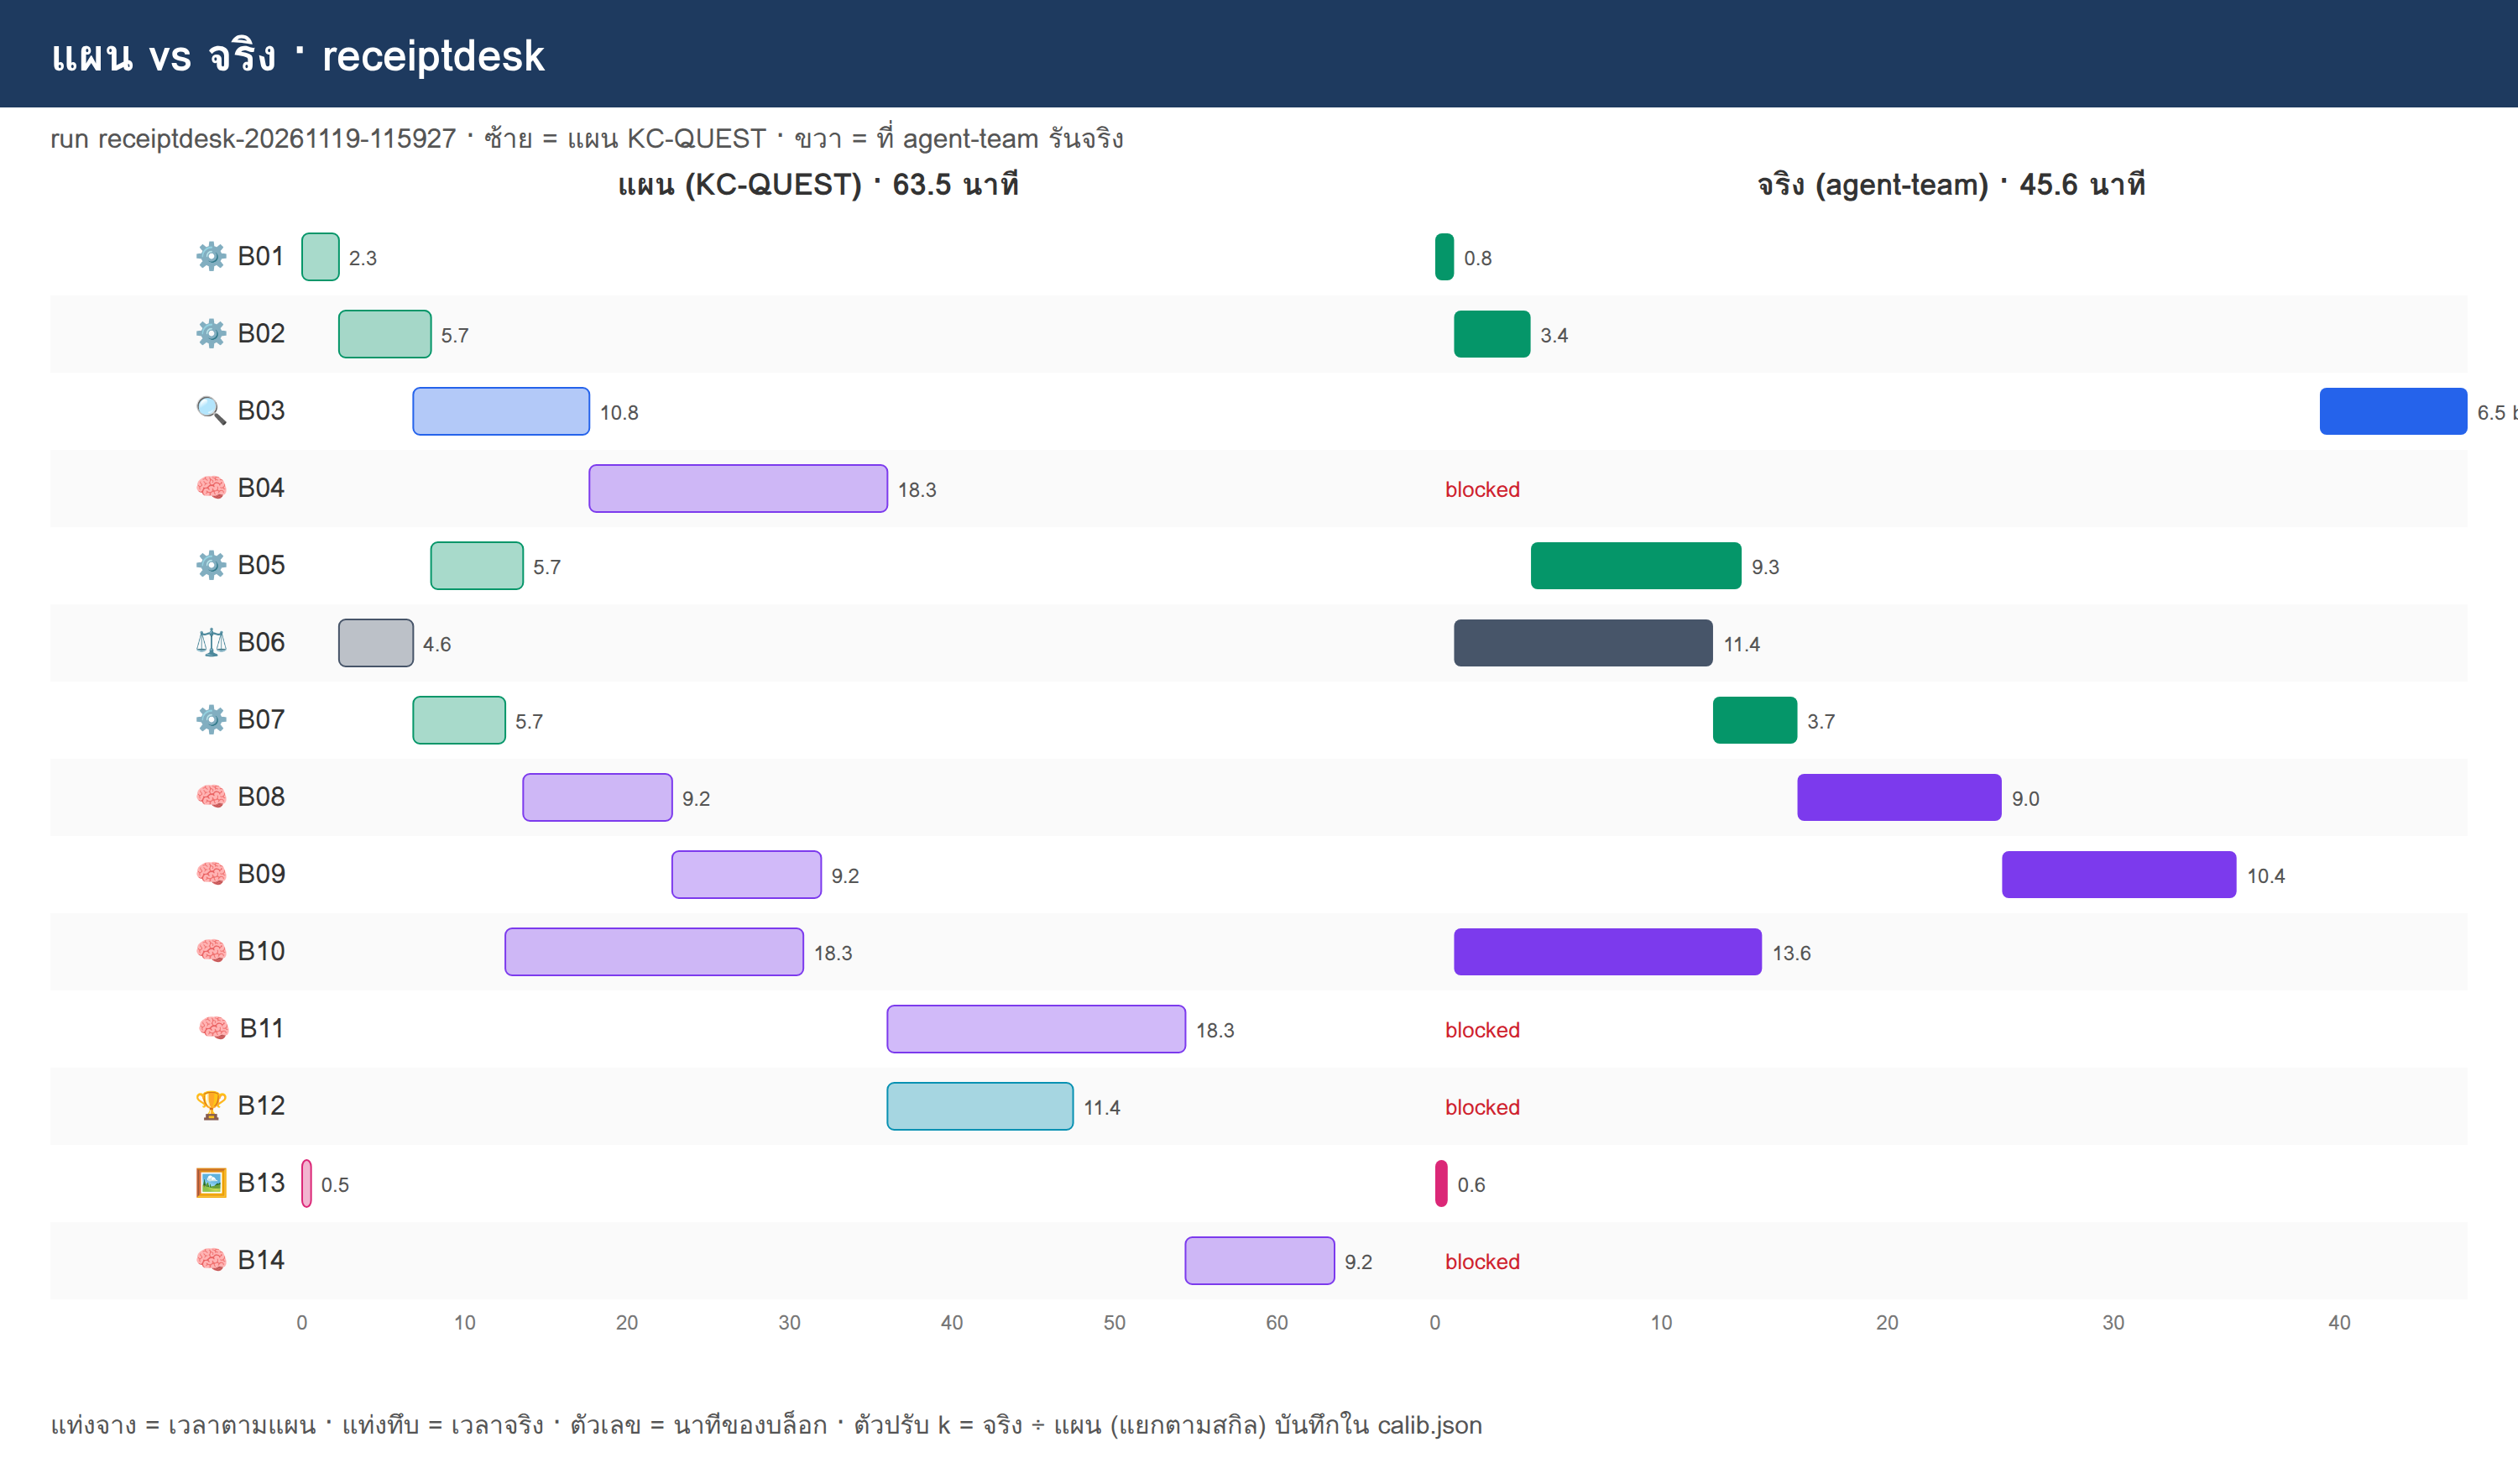 แผน vs จริง · receiptdesk
run receiptdesk-20261119-115927 · ซ้าย = แผน KC-QUEST · ขวา = ที่ agent-team รันจริง
แผน (KC-QUEST) · 63.5 นาที
จริง (agent-team) · 45.6 นาที
B01 2.3 0.8
B02 5.7 3.4
B03 10.8 6.5
B04 18.3 blocked
B05 5.7 9.3
B06 4.6 11.4
B07 5.7 3.7
B08 9.2 9.0
B09 9.2 10.4
B10 18.3 13.6
B11 18.3 blocked
B12 11.4 blocked
B13 0.5 0.6
B14 9.2 blocked
0 10 20 30 40 50 60 0 10 20 30 40
แท่งจาง = เวลาตามแผน · แท่งทึบ = เวลาจริง · ตัวเลข = นาทีของบล็อก · ตัวปรับ k = จริง ÷ แผน (แยกตามสกิล) บันทึกใน calib.json